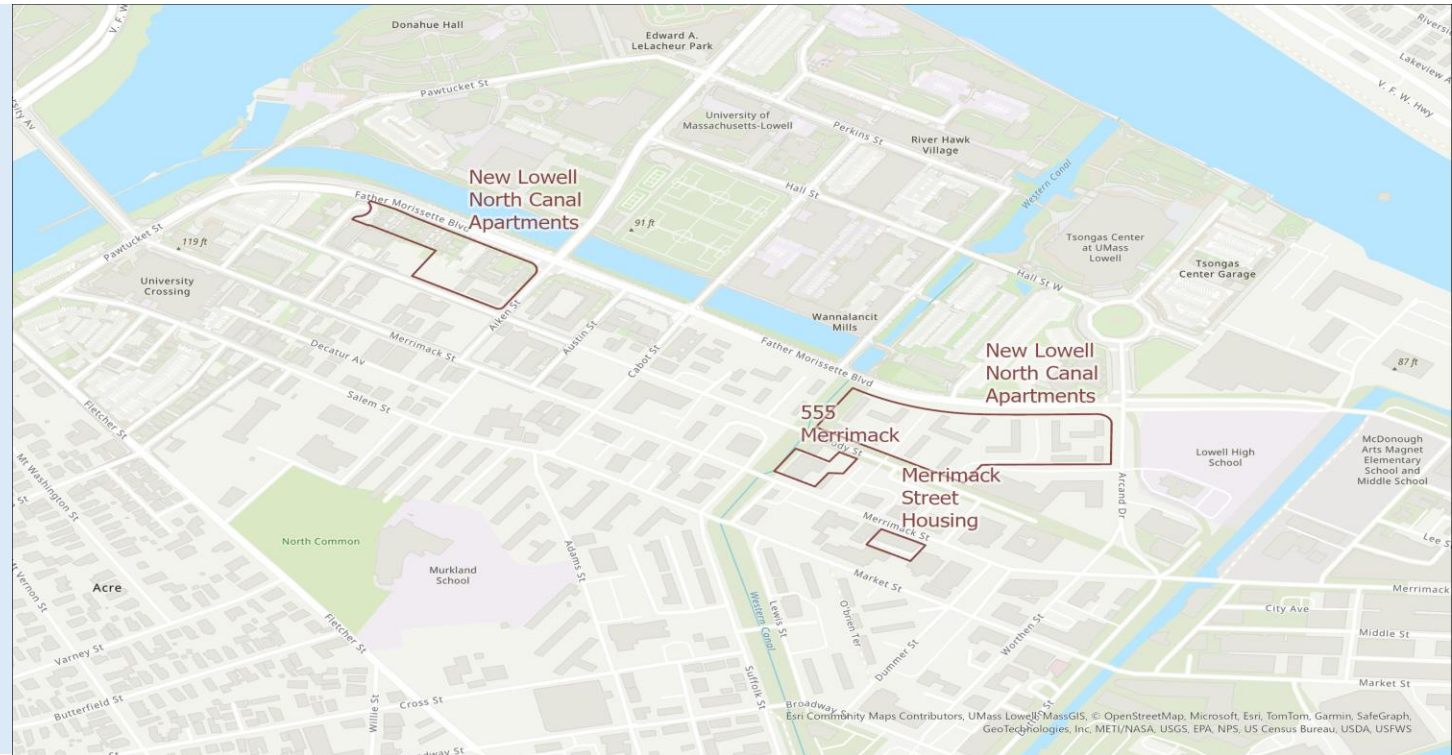 Donahue Hall
Edward A.
LeLacheur Park
V. F. W.
Lakeview A
V. F. W. Hwy
Pawtucket St
University of
Massachusetts-Lowell
Perkins St
River Hawk
Village
Western Canal
New Lowell
North Canal
Apartments
Father Morissette Blvd
Hall St
91 ft
119 ft
Pawtucket St
University
Crossing
Tsongas Center
at UMass
Lowell
Tsongas
Center Garage
Hall St W
Wannalancit
Mills
Aiken St
Austin St
Cabot St
Merrimack St
Decatur Av
Salem St
Fletcher St
Father Morissette Blvd
New Lowell
North Canal
Apartments
87 ft
555
Merrimack
Merrimack
Street
Housing
Lowell High
School
McDonough
Arts Magnet
Elementary
School and
Middle School
Arcand Dr
Mt Washington St
North Common
Murkland
School
Adams St
Merrimack St
Market St
Lee S
Acre
Mt Vernon St
Varney St
Fletcher St
Western Canal
Lewis St
O'brien Ter
Dummer St
Worthen St
Merrimack
City Ave
Middle St
Market St
Butterfield St
Willie St
Cross St
Suffolk St
Broadway St
Esri Community Maps Contributors, UMass Lowell, MassGIS, © OpenStreetMap, Microsoft, Esri, TomTom, Garmin, SafeGraph,
GeoTechnologies, Inc, METI/NASA, USGS, EPA, NPS, US Census Bureau, USDA, USFWS